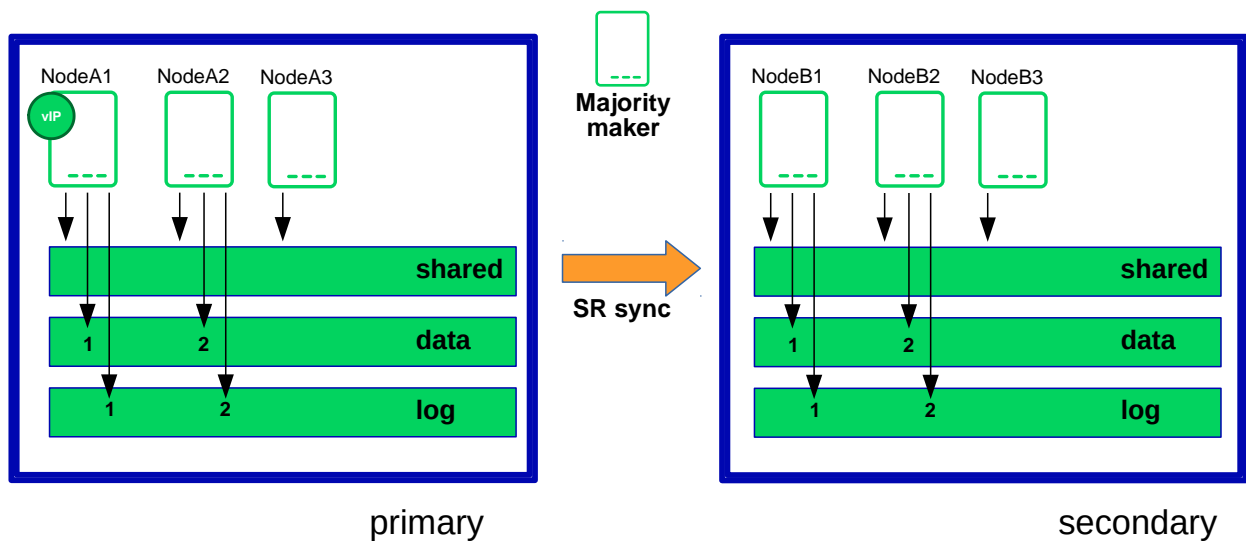 NodeA1
NodeA2
NodeA3
vIP
shared
1
2
data
1
2
log
primary
Majority
maker
SR sync
NodeB1
NodeB2
NodeB3
shared
1
2
data
1
2
log
secondary